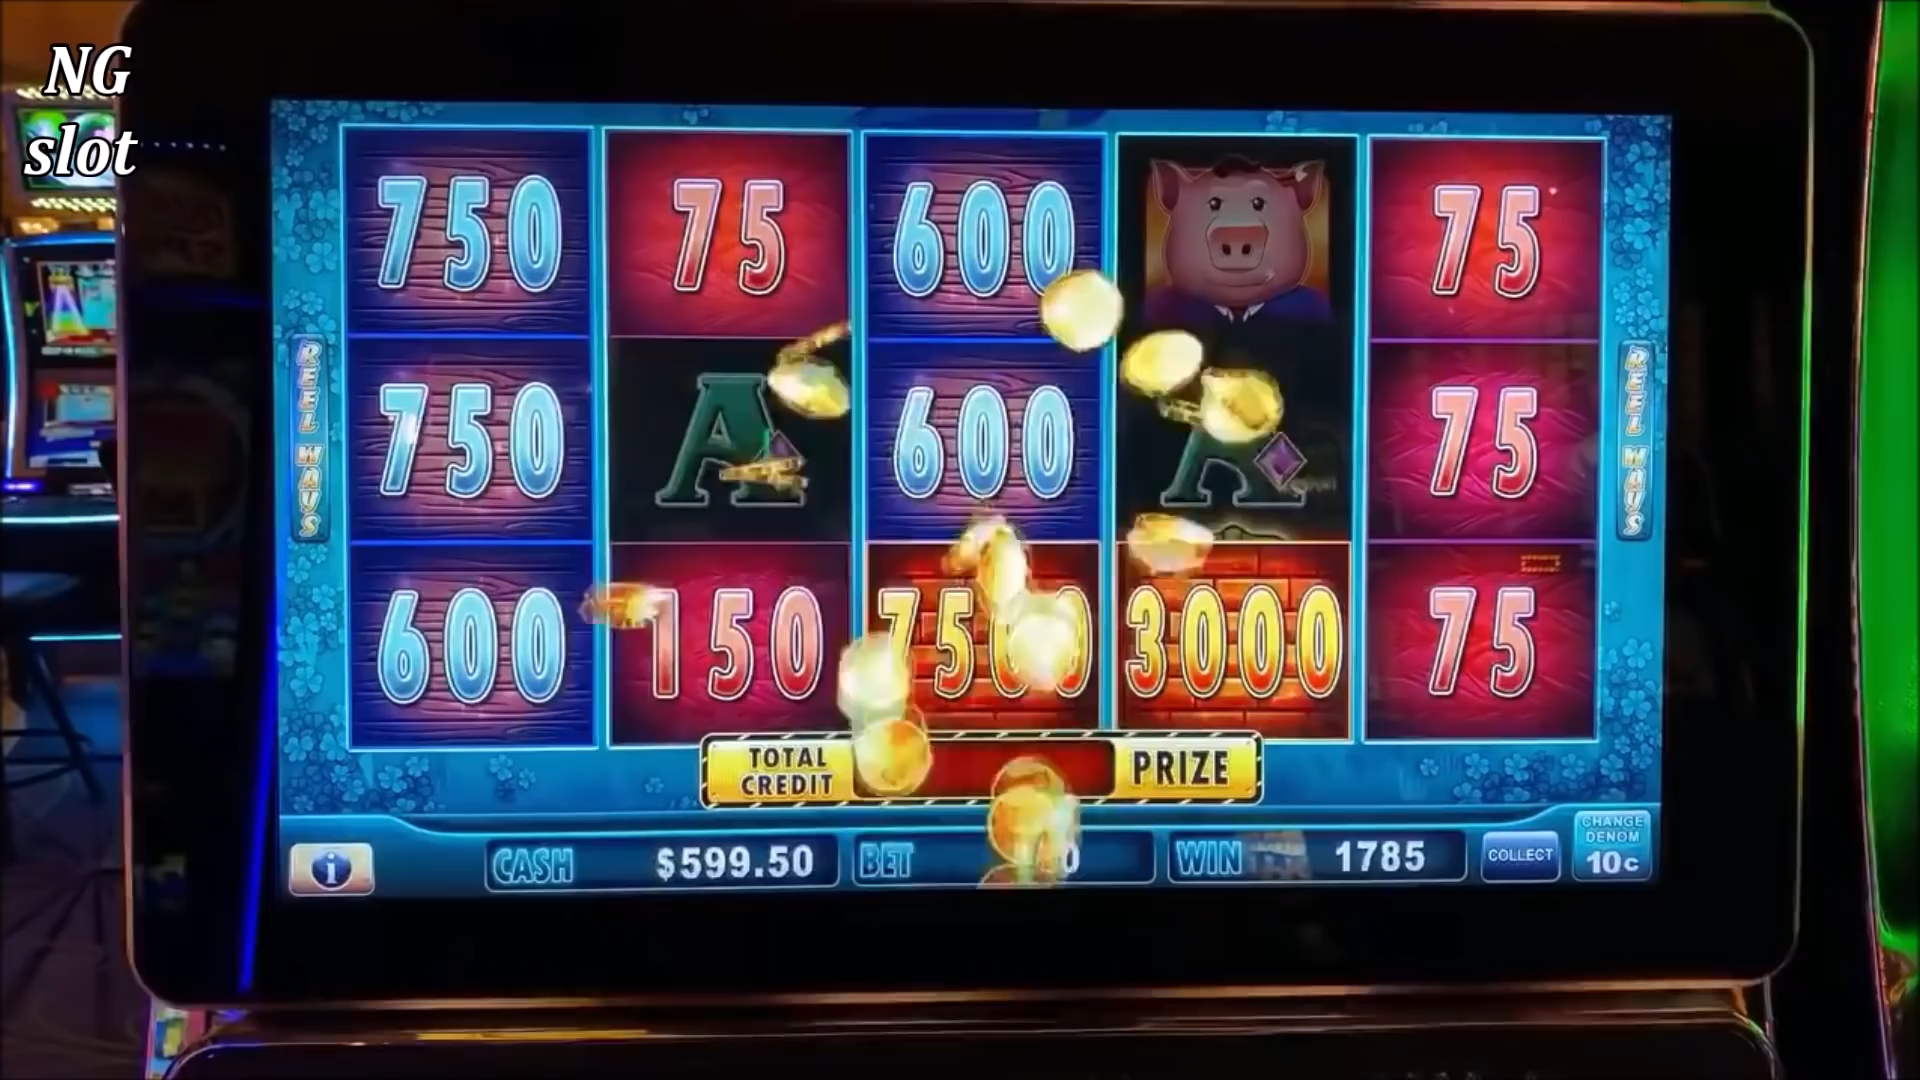 NG
slot
750
75
600
75
750
A
600
75
600
150
3000
75
REEL WAYS
REEL WAYS
TOTAL
CREDIT
PRIZE
CASH
$599.50
BET
WIN
1785
COLLECT
CHANGE
DENOM
10¢
i